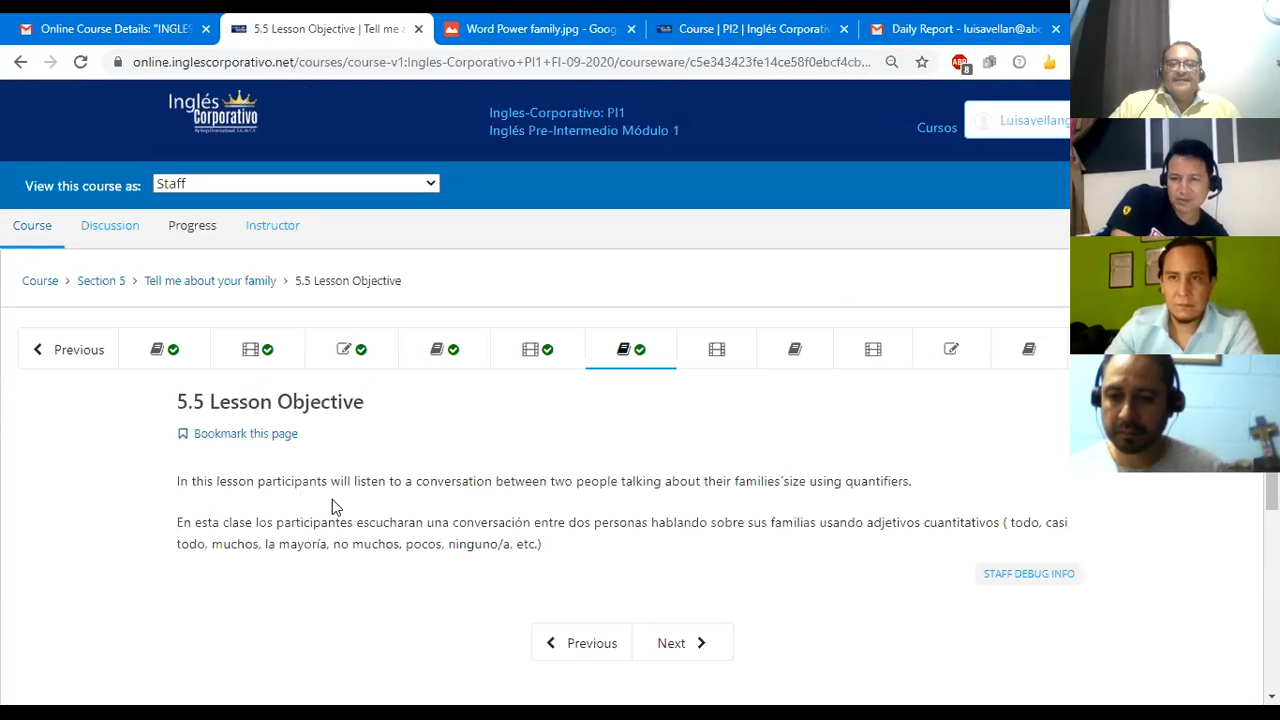 Online Course Details: "INGLES
5.5 Lesson Objective | Tell me a
Word Power family.jpg - Goog
Course | PI2 | Inglés Corporativ
Daily Report - luisavellan@abc
online.inglescorporativo.net/courses/course-v1:Ingles-Corporativo+PI1+FI-09-2020/courseware/c5e343423fe14ce58f0ebcf4cb...
ABP
8
Inglés
Corporativo
Ingles-Corporativo: PI1
Inglés Pre-Intermedio Módulo 1
Cursos
Luisavellang
View this course as:
Staff
Course
Discussion
Progress
Instructor
Course > Section 5 > Tell me about your family > 5.5 Lesson Objective
Previous
5.5 Lesson Objective
Bookmark this page
In this lesson participants will listen to a conversation between two people talking about their families´size using quantifiers.
En esta clase los participantes escucharan una conversación entre dos personas hablando sobre sus familias usando adjetivos cuantitativos ( todo, casi
todo, muchos, la mayoría, no muchos, pocos, ninguno/a, etc.)
STAFF DEBUG INFO
Previous
Next